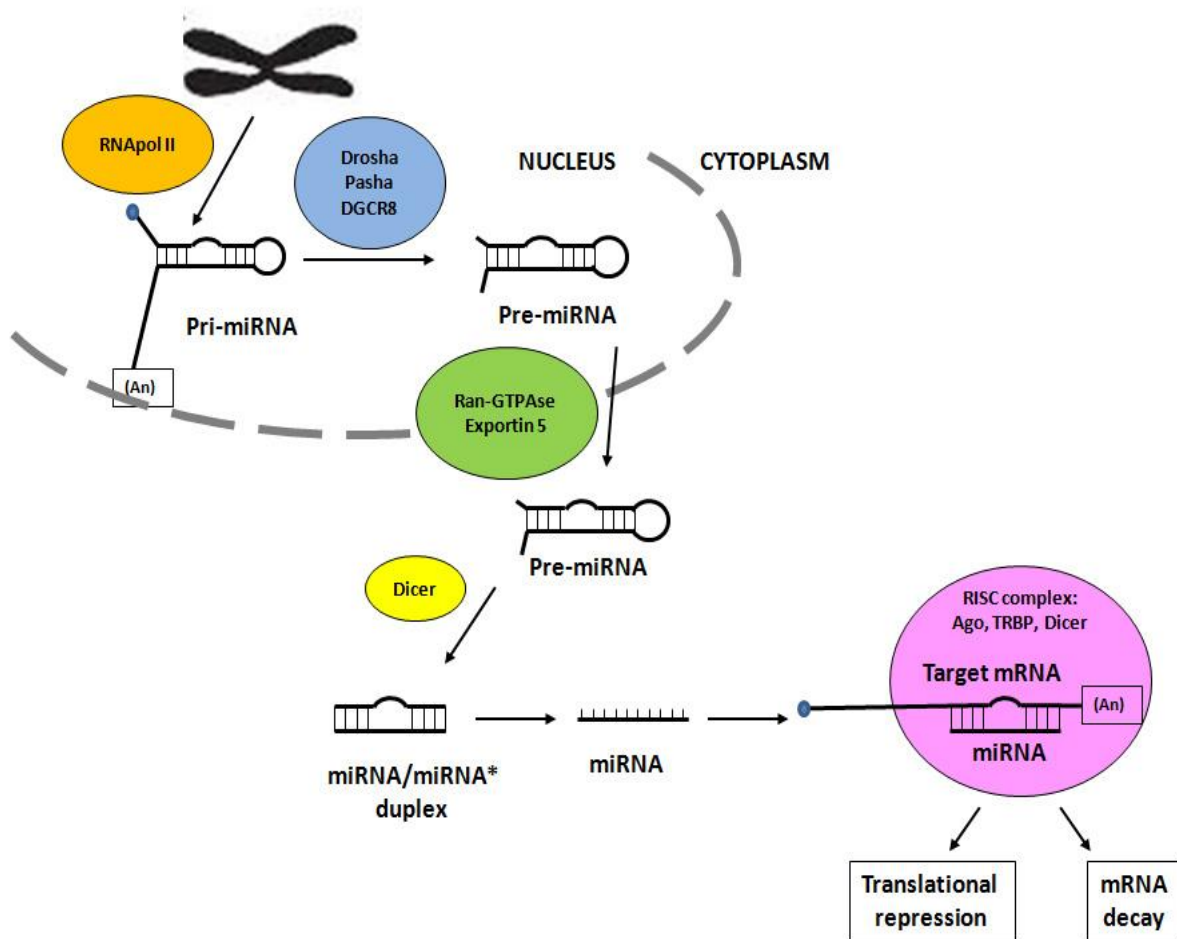 RNApol II
Drosha
Pasha
DGCR8
NUCLEUS
CYTOPLASM
Pri-miRNA
Pre-miRNA
(An)
Ran-GTPAse
Exportin 5
Pre-miRNA
Dicer
RISC complex:
Ago, TRBP, Dicer
Target mRNA
(An)
miRNA
miRNA/miRNA*
duplex
miRNA
Translational
repression
mRNA
decay